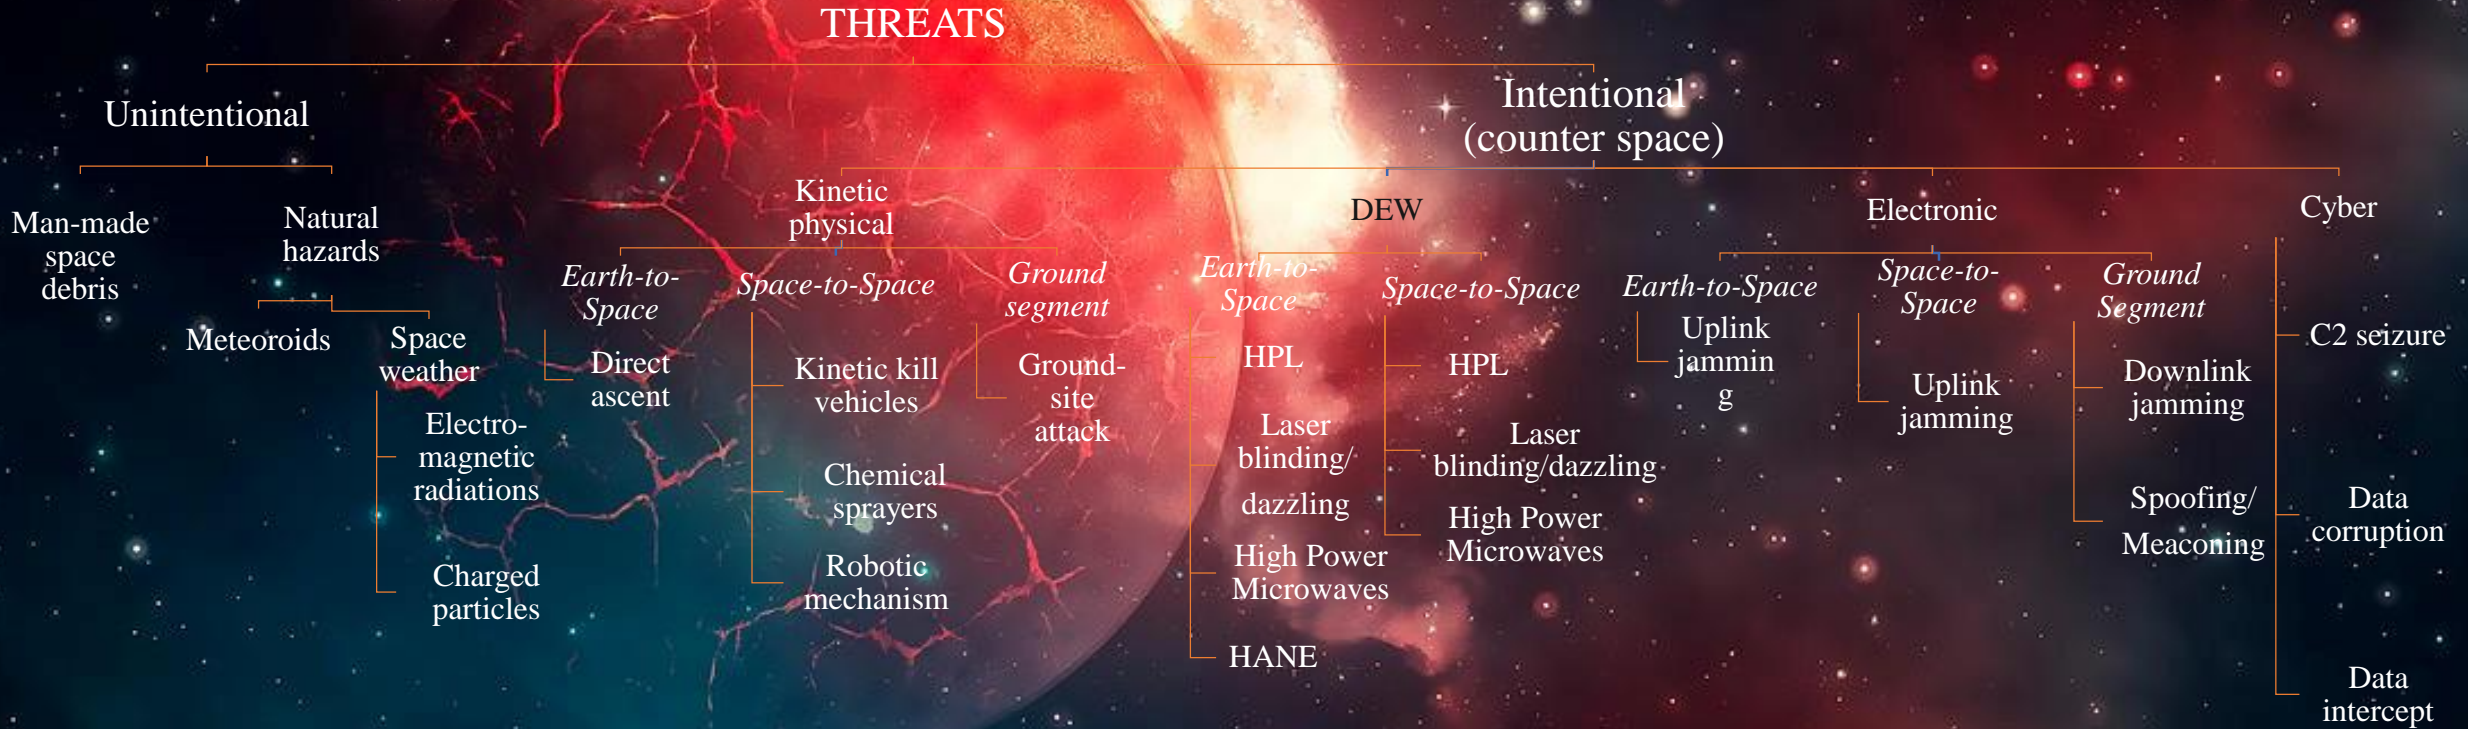 THREATS
Unintentional
Man-made
space
debris
Natural
hazards
Meteoroids
Space
weather
Electro-
magnetic
radiations
Charged
particles
Intentional
(counter space)
Kinetic
physical
Earth-to-
Space
Direct
ascent
Space-to-Space
Kinetic kill
vehicles
Chemical
sprayers
Robotic
mechanism
Ground
segment
Ground-
site
attack
DEW
Earth-to-
Space
HPL
Laser
blinding/
dazzling
High Power
Microwaves
HANE
Space-to-Space
HPL
Laser
blinding/dazzling
High Power
Microwaves
Electronic
Earth-to-Space
Uplink
jammin
g
Space-to-
Space
Uplink
jamming
Ground
Segment
Downlink
jamming
Spoofing/
Meaconing
Cyber
C2 seizure
Data
corruption
Data
intercept